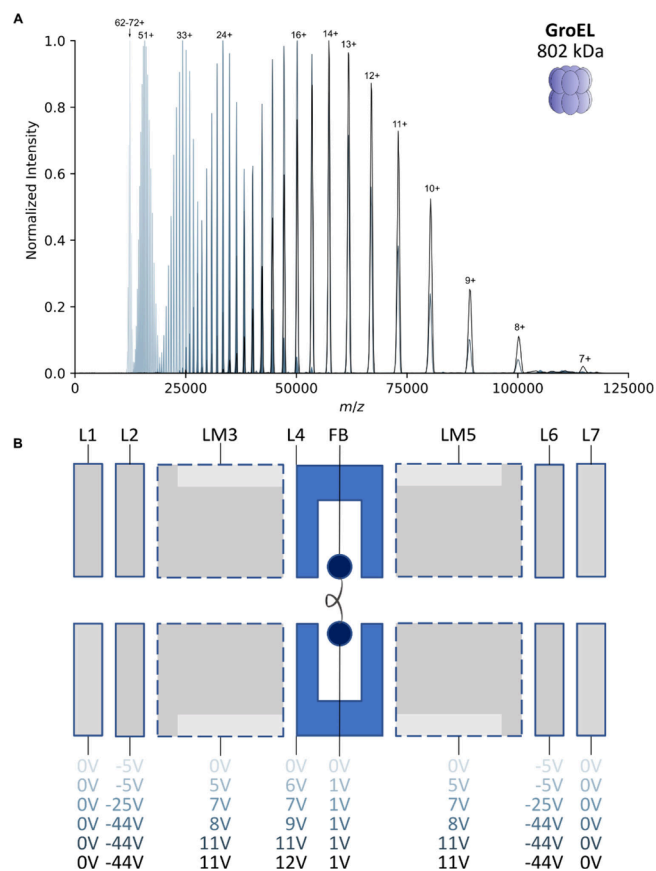 A
62-72+
51+
33+
24+
16+
14+
13+
12+
11+
10+
9+
8+
7+
GroEL
802 kDa
Normalized Intensity
1.0
0.8
0.6
0.4
0.2
0.0
0
25000
50000
75000
100000
125000
m/z
B
L1 L2 LM3 L4 FB LM5 L6 L7
0V -5V 0V 0V 0V 0V -5V 0V
0V -5V 5V 6V 1V 5V -5V 0V
0V -25V 7V 7V 1V 7V -25V 0V
0V -44V 8V 9V 1V 8V -44V 0V
0V -44V 11V 11V 1V 11V -44V 0V
0V -44V 11V 12V 1V 11V -44V 0V